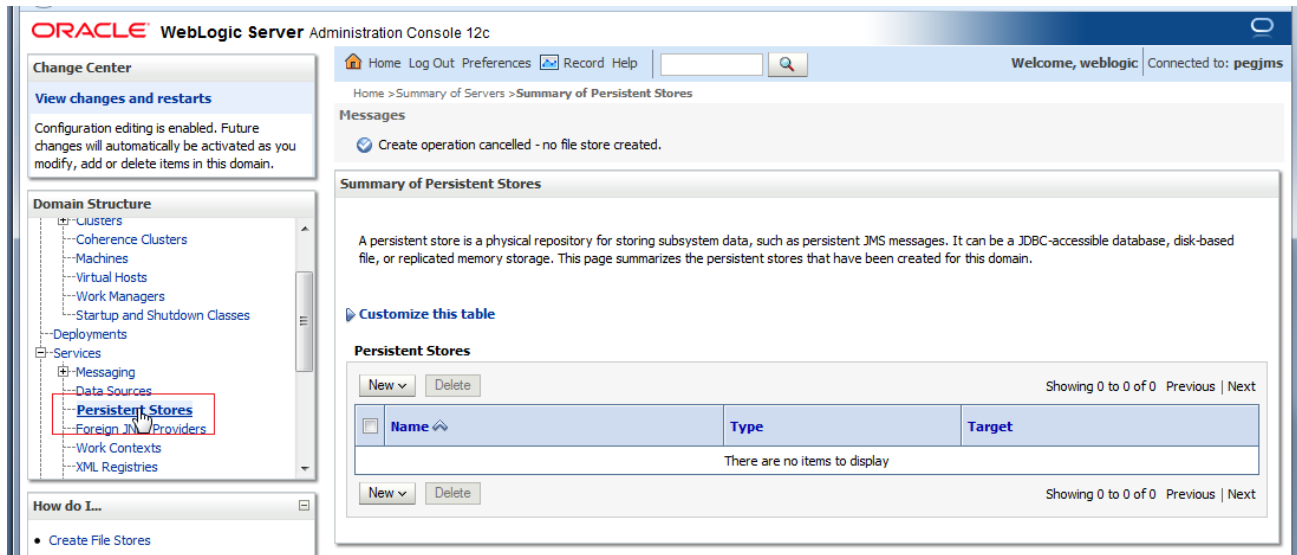 ORACLE WebLogic Server Administration Console 12c
Change Center
View changes and restarts
Configuration editing is enabled. Future
changes will automatically be activated as you
modify, add or delete items in this domain.
Domain Structure
Clusters
Coherence Clusters
Machines
Virtual Hosts
Work Managers
Startup and Shutdown Classes
Deployments
Services
Messaging
Data Sources
Persistent Stores
Foreign Providers
Work Contexts
XML Registries
How do I...
• Create File Stores
Home Log Out Preferences Record Help
Welcome, weblogic Connected to: pegjms
Home >Summary of Servers >Summary of Persistent Stores
Messages
Create operation cancelled - no file store created.
Summary of Persistent Stores
A persistent store is a physical repository for storing subsystem data, such as persistent JMS messages. It can be a JDBC-accessible database, disk-based
file, or replicated memory storage. This page summarizes the persistent stores that have been created for this domain.
Customize this table
Persistent Stores
New Delete
Showing 0 to 0 of 0 Previous | Next
Name Type Target
There are no items to display
New Delete
Showing 0 to 0 of 0 Previous | Next